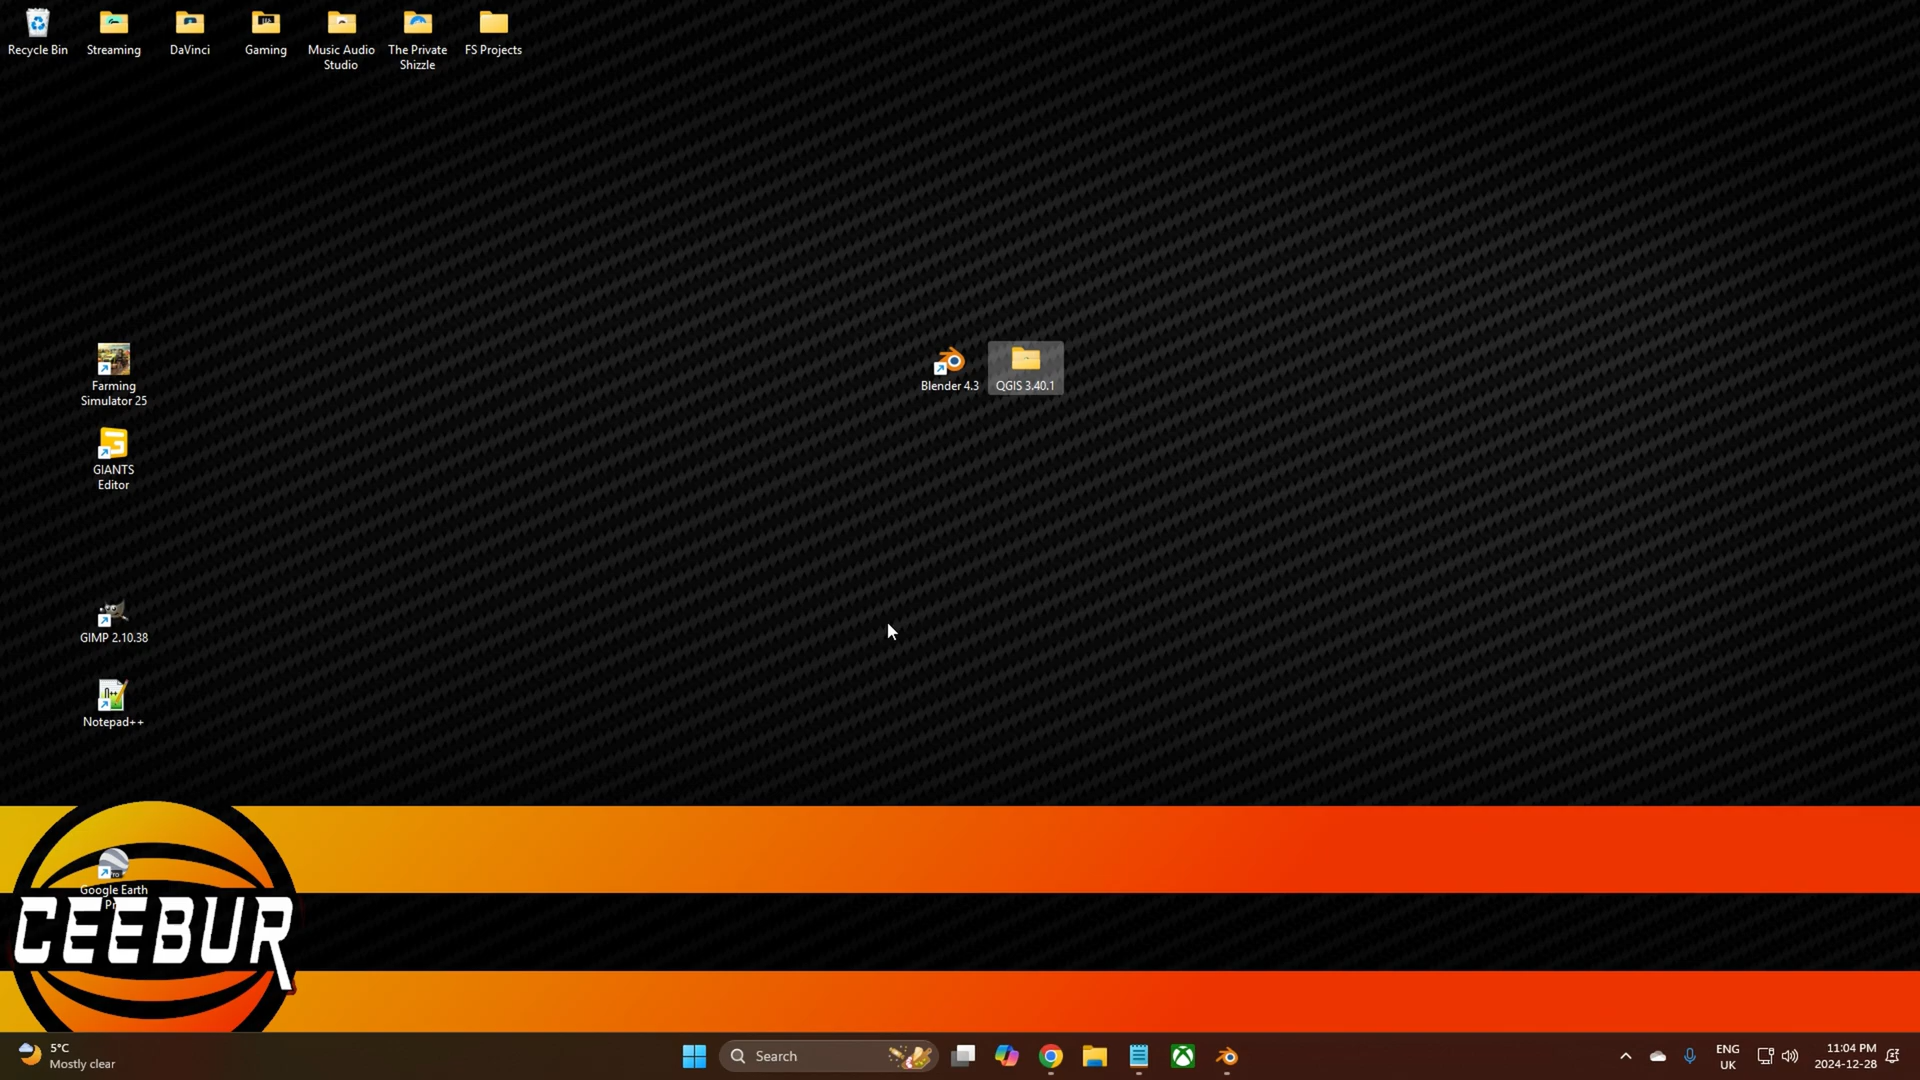 Recycle Bin
Streaming
DaVinci
Gaming
Music Audio
Studio
The Private
Shizzle
FS Projects
Farming
Simulator 25
Blender 4.3
QGIS 3.40.1
GIANTS
Editor
GIMP 2.10.38
Notepad++
Google Earth
CEEBUR
5°C
Mostly clear
Search
ENG
UK
11:04 PM
2024-12-28